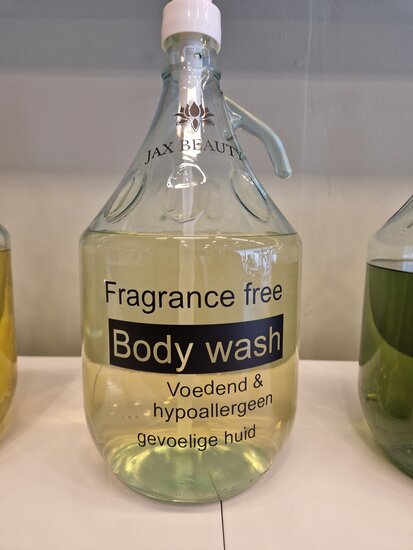 JAX BEAUTY
Fragrance free
Body wash
Voedend &
hypoallergeen
gevoelige huid